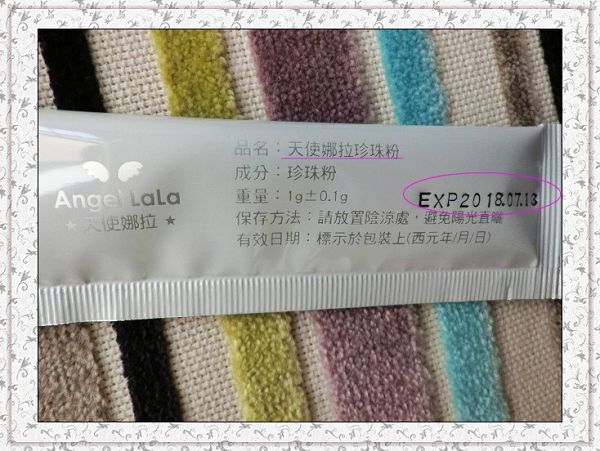 Angel LaLa
★天使娜拉★
品名：天使娜拉珍珠粉
成分：珍珠粉
重量：1g±0.1g
EXP2018.07.13
保存方法：請放置陰涼處，避免陽光直曬
有效日期：標示於包裝上(西元年/月/日)